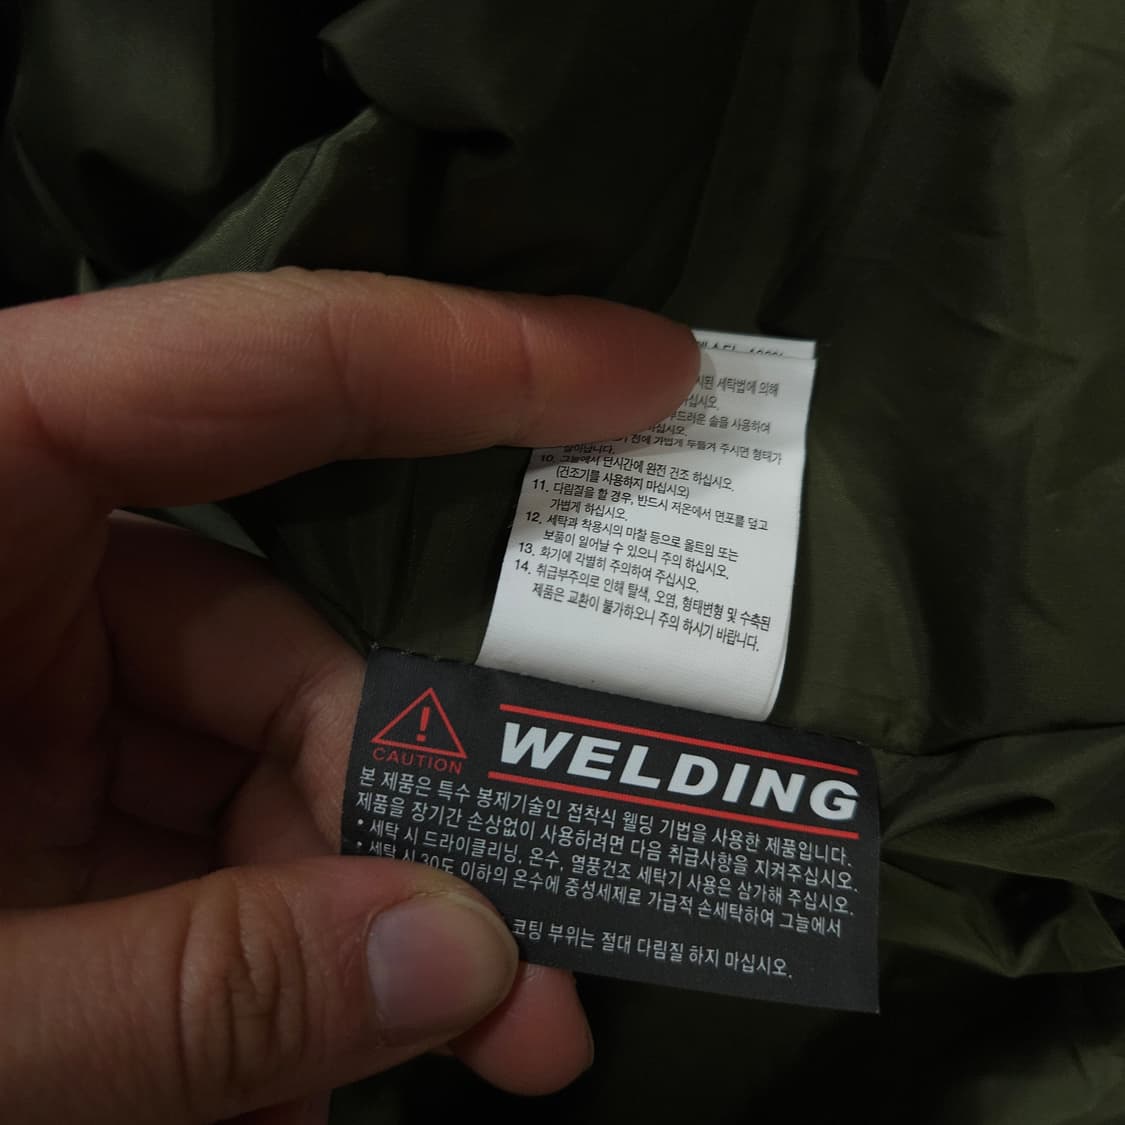 100%
세탁법에 의해
솔을 사용하여
전에 가볍게 두들겨 주시면 형태가
10. 그늘에서 단시간에 완전 건조 하십시오.
(건조기를 사용하지 마십시오)
11. 다림질을 할 경우, 반드시 저온에서 면포를 덮고
가볍게 하십시오.
12. 세탁과 착용시의 마찰 등으로 올트임 또는
보풀이 일어날 수 있으니 주의 하십시오.
13. 화기에 각별히 주의하여 주십시오.
14. 취급부주의로 인해 탈색, 오염, 형태변형 및 수축된
제품은 교환이 불가하오니 주의 하시기 바랍니다.
CAUTION
WELDING
본 제품은 특수 봉제기술인 접착식 웰딩 기법을 사용한 제품입니다.
제품을 장기간 손상없이 사용하려면 다음 취급사항을 지켜주십시오.
• 세탁 시 드라이클리닝, 온수, 열풍건조 세탁기 사용은 삼가해 주십시오.
• 세탁 시 30도 이하의 온수에 중성세제로 가급적 손세탁하여 그늘에서
코팅 부위는 절대 다림질 하지 마십시오.